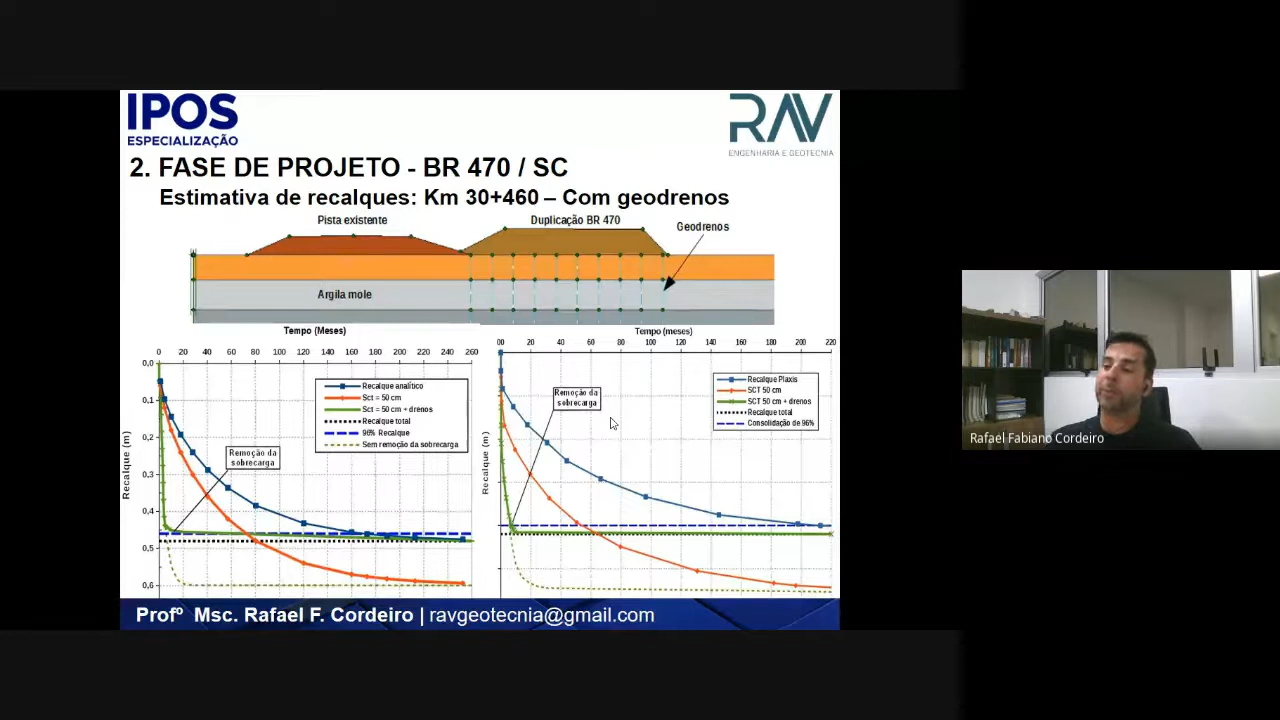 IPOS
ESPECIALIZAÇÃO
RAV
ENGENHARIA E GEOTECNIA
2. FASE DE PROJETO - BR 470 / SC
Estimativa de recalques: Km 30+460 – Com geodrenos
Pista existente
Duplicação BR 470
Geodrenos
Argila mole
Tempo (Meses)
0 20 40 60 80 100 120 140 160 180 200 220 240 260
0,0
0,1
0,2
0,3
0,4
0,5
0,6
Recalque (m)
Recalque analítico
Sct = 50 cm
Sct = 50 cm + drenos
Recalque total
96% Recalque
Sem remoção da sobrecarga
Remoção da
sobrecarga
Tempo (meses)
00 20 40 60 80 100 120 140 160 180 200 220
Recalque (m)
Remoção da
sobrecarga
Recalque Plaxis
SCT 50 cm
SCT 50 cm + drenos
Recalque total
Consolidação de 96%
Profº Msc. Rafael F. Cordeiro | ravgeotecnia@gmail.com
Rafael Fabiano Cordeiro